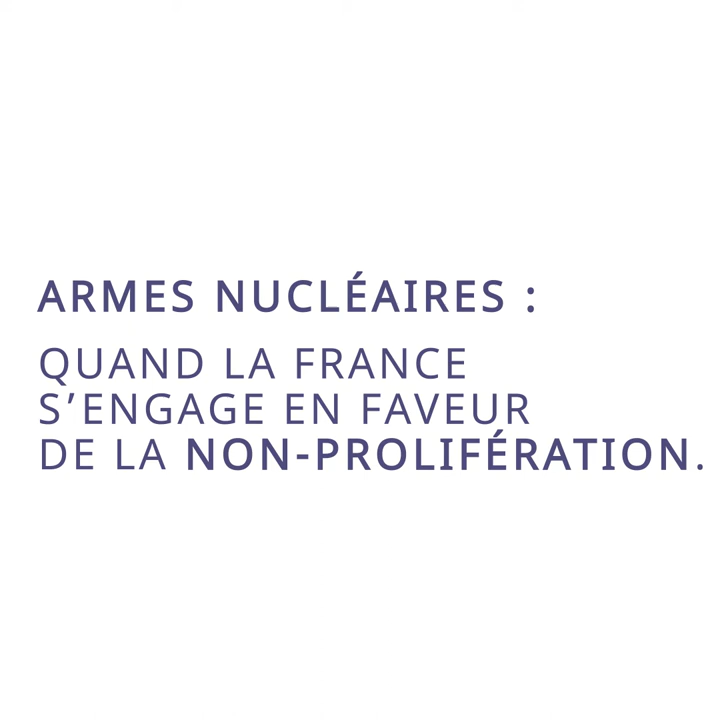 ARMES NUCLÉAIRES :
QUAND LA FRANCE
S’ENGAGE EN FAVEUR
DE LA NON-PROLIFÉRATION.